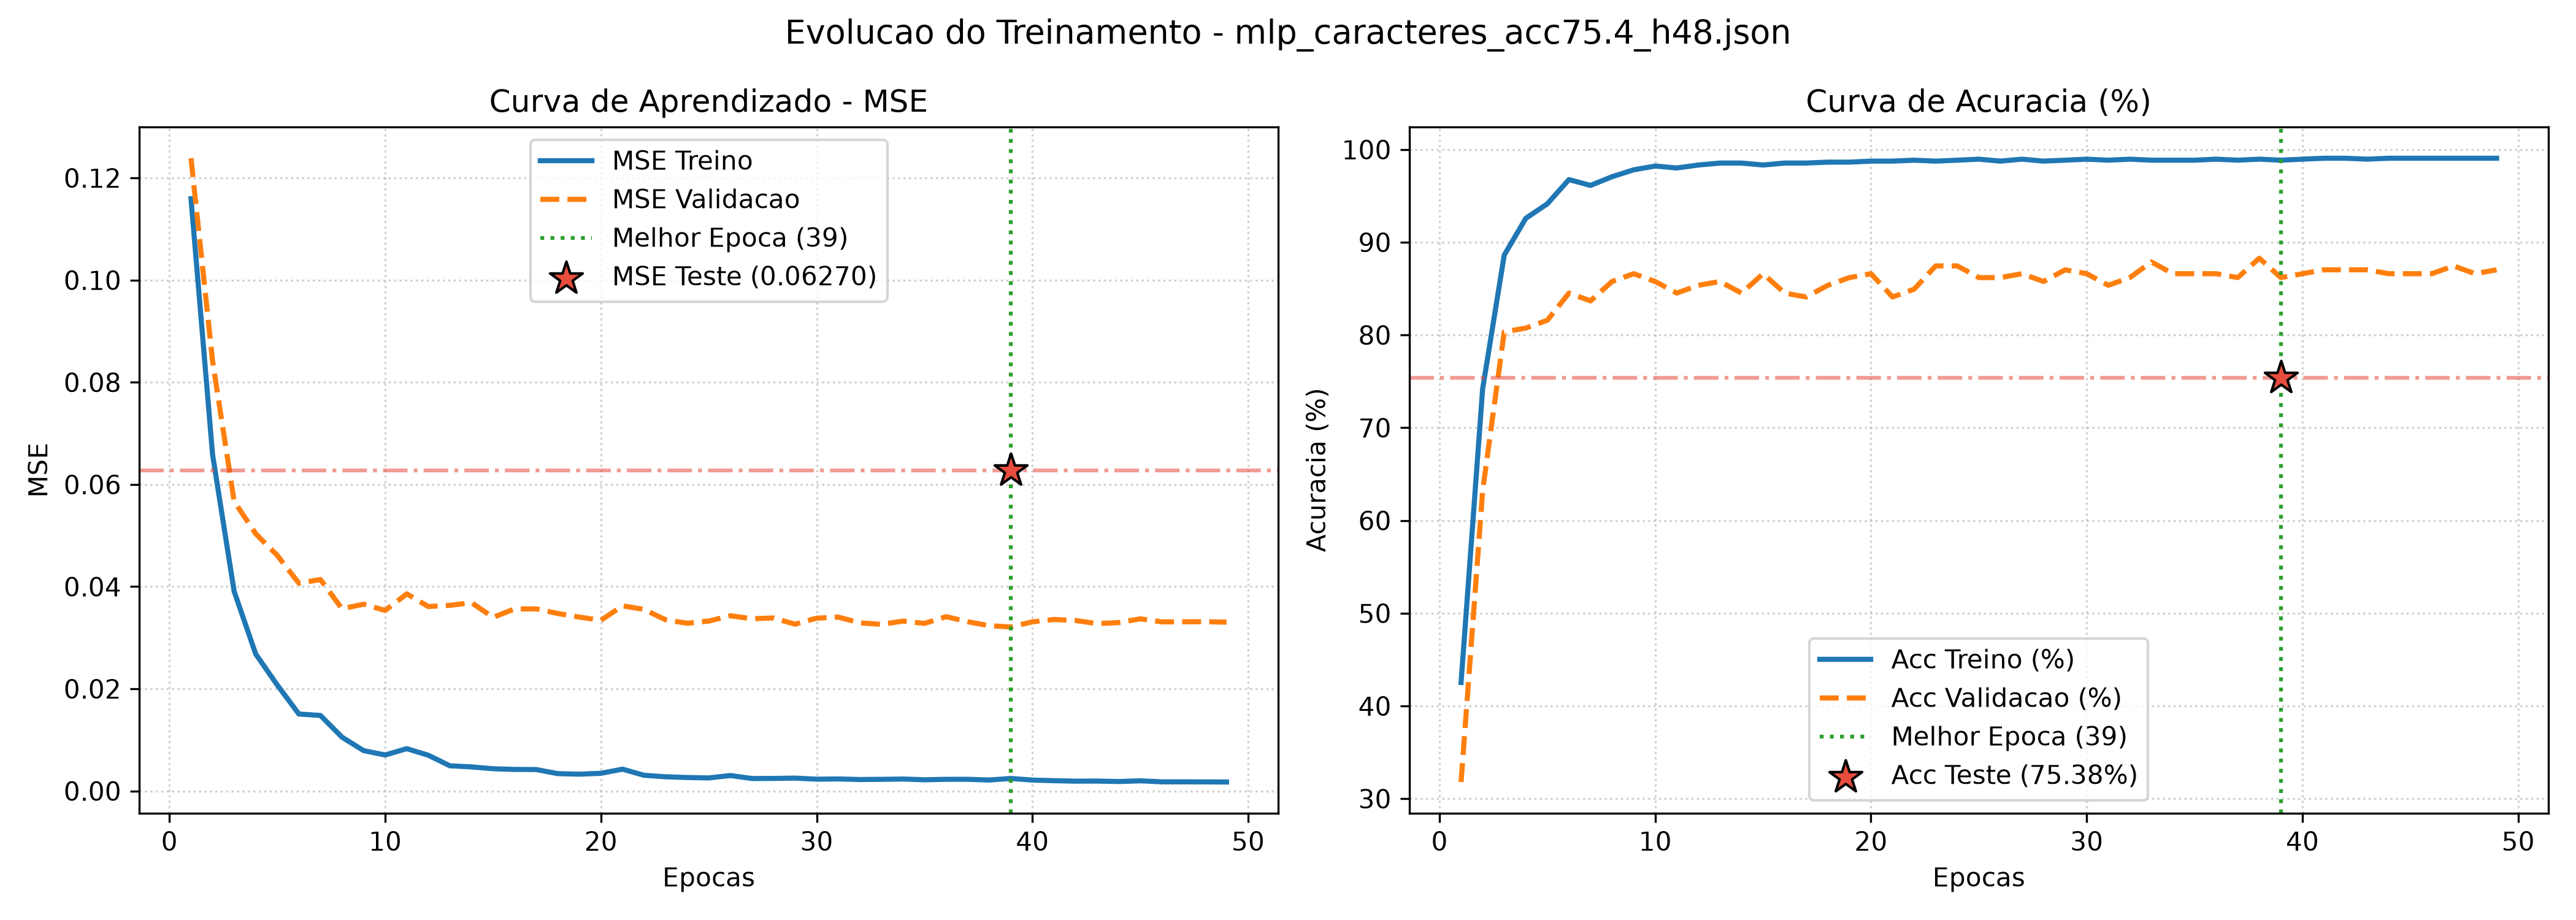 Evolucao do Treinamento - mlp_caracteres_acc75.4_h48.json
Curva de Aprendizado - MSE
MSE Treino
MSE Validacao
Melhor Epoca (39)
MSE Teste (0.06270)
MSE
0.12
0.10
0.08
0.06
0.04
0.02
0.00
0 10 20 30 40 50
Epocas
Curva de Acuracia (%)
Acuracia (%)
100
90
80
70
60
50
40
30
Acc Treino (%)
Acc Validacao (%)
Melhor Epoca (39)
Acc Teste (75.38%)
0 10 20 30 40 50
Epocas